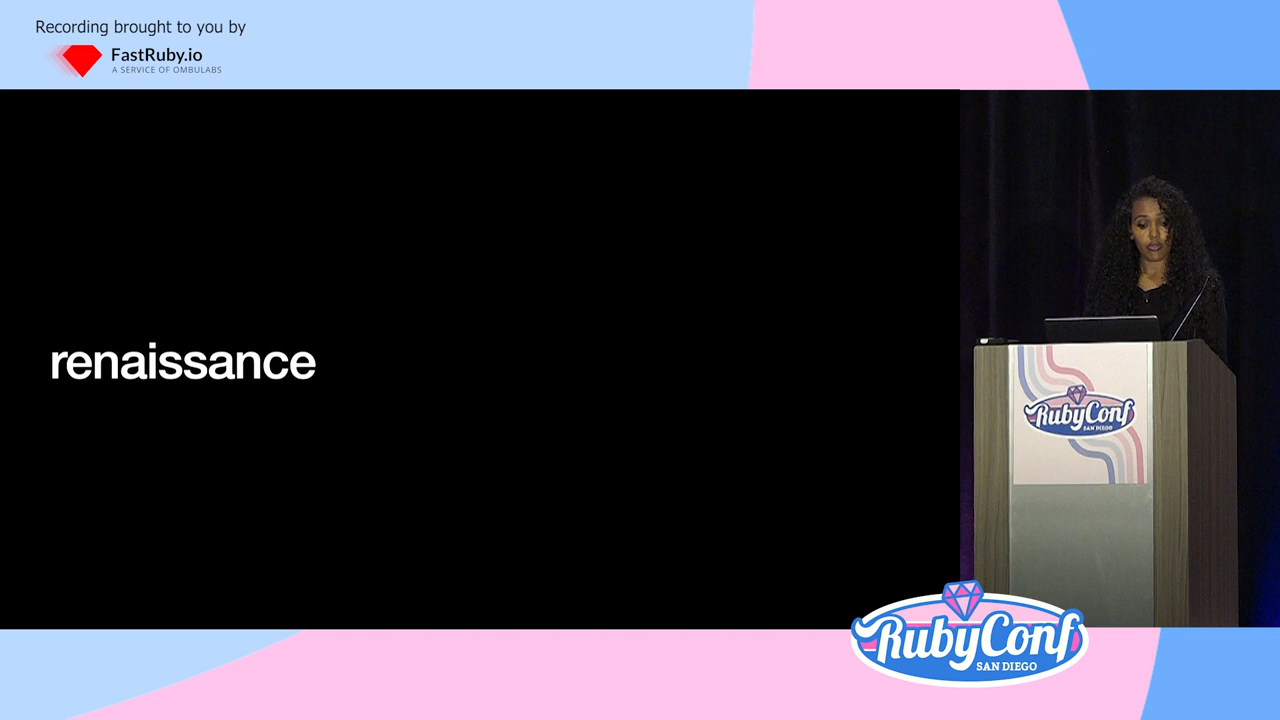 Recording brought to you by
FastRuby.io
A SERVICE OF OMBULABS
renaissance
RubyConf
SAN DIEGO
RubyConf
SAN DIEGO